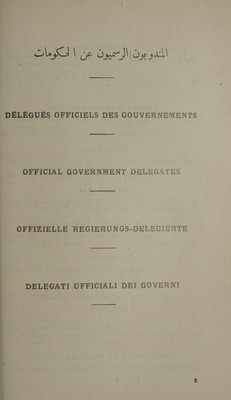 المندوبون الرسميون عن الحكومات
DÉLÉGUÉS OFFICIELS DES GOUVERNEMENTS
OFFICIAL GOVERNMENT DELEGATES
OFFIZIELLE REGIERUNGS-DELEGIERTE
DELEGATI UFFICIALI DEI GOVERNI